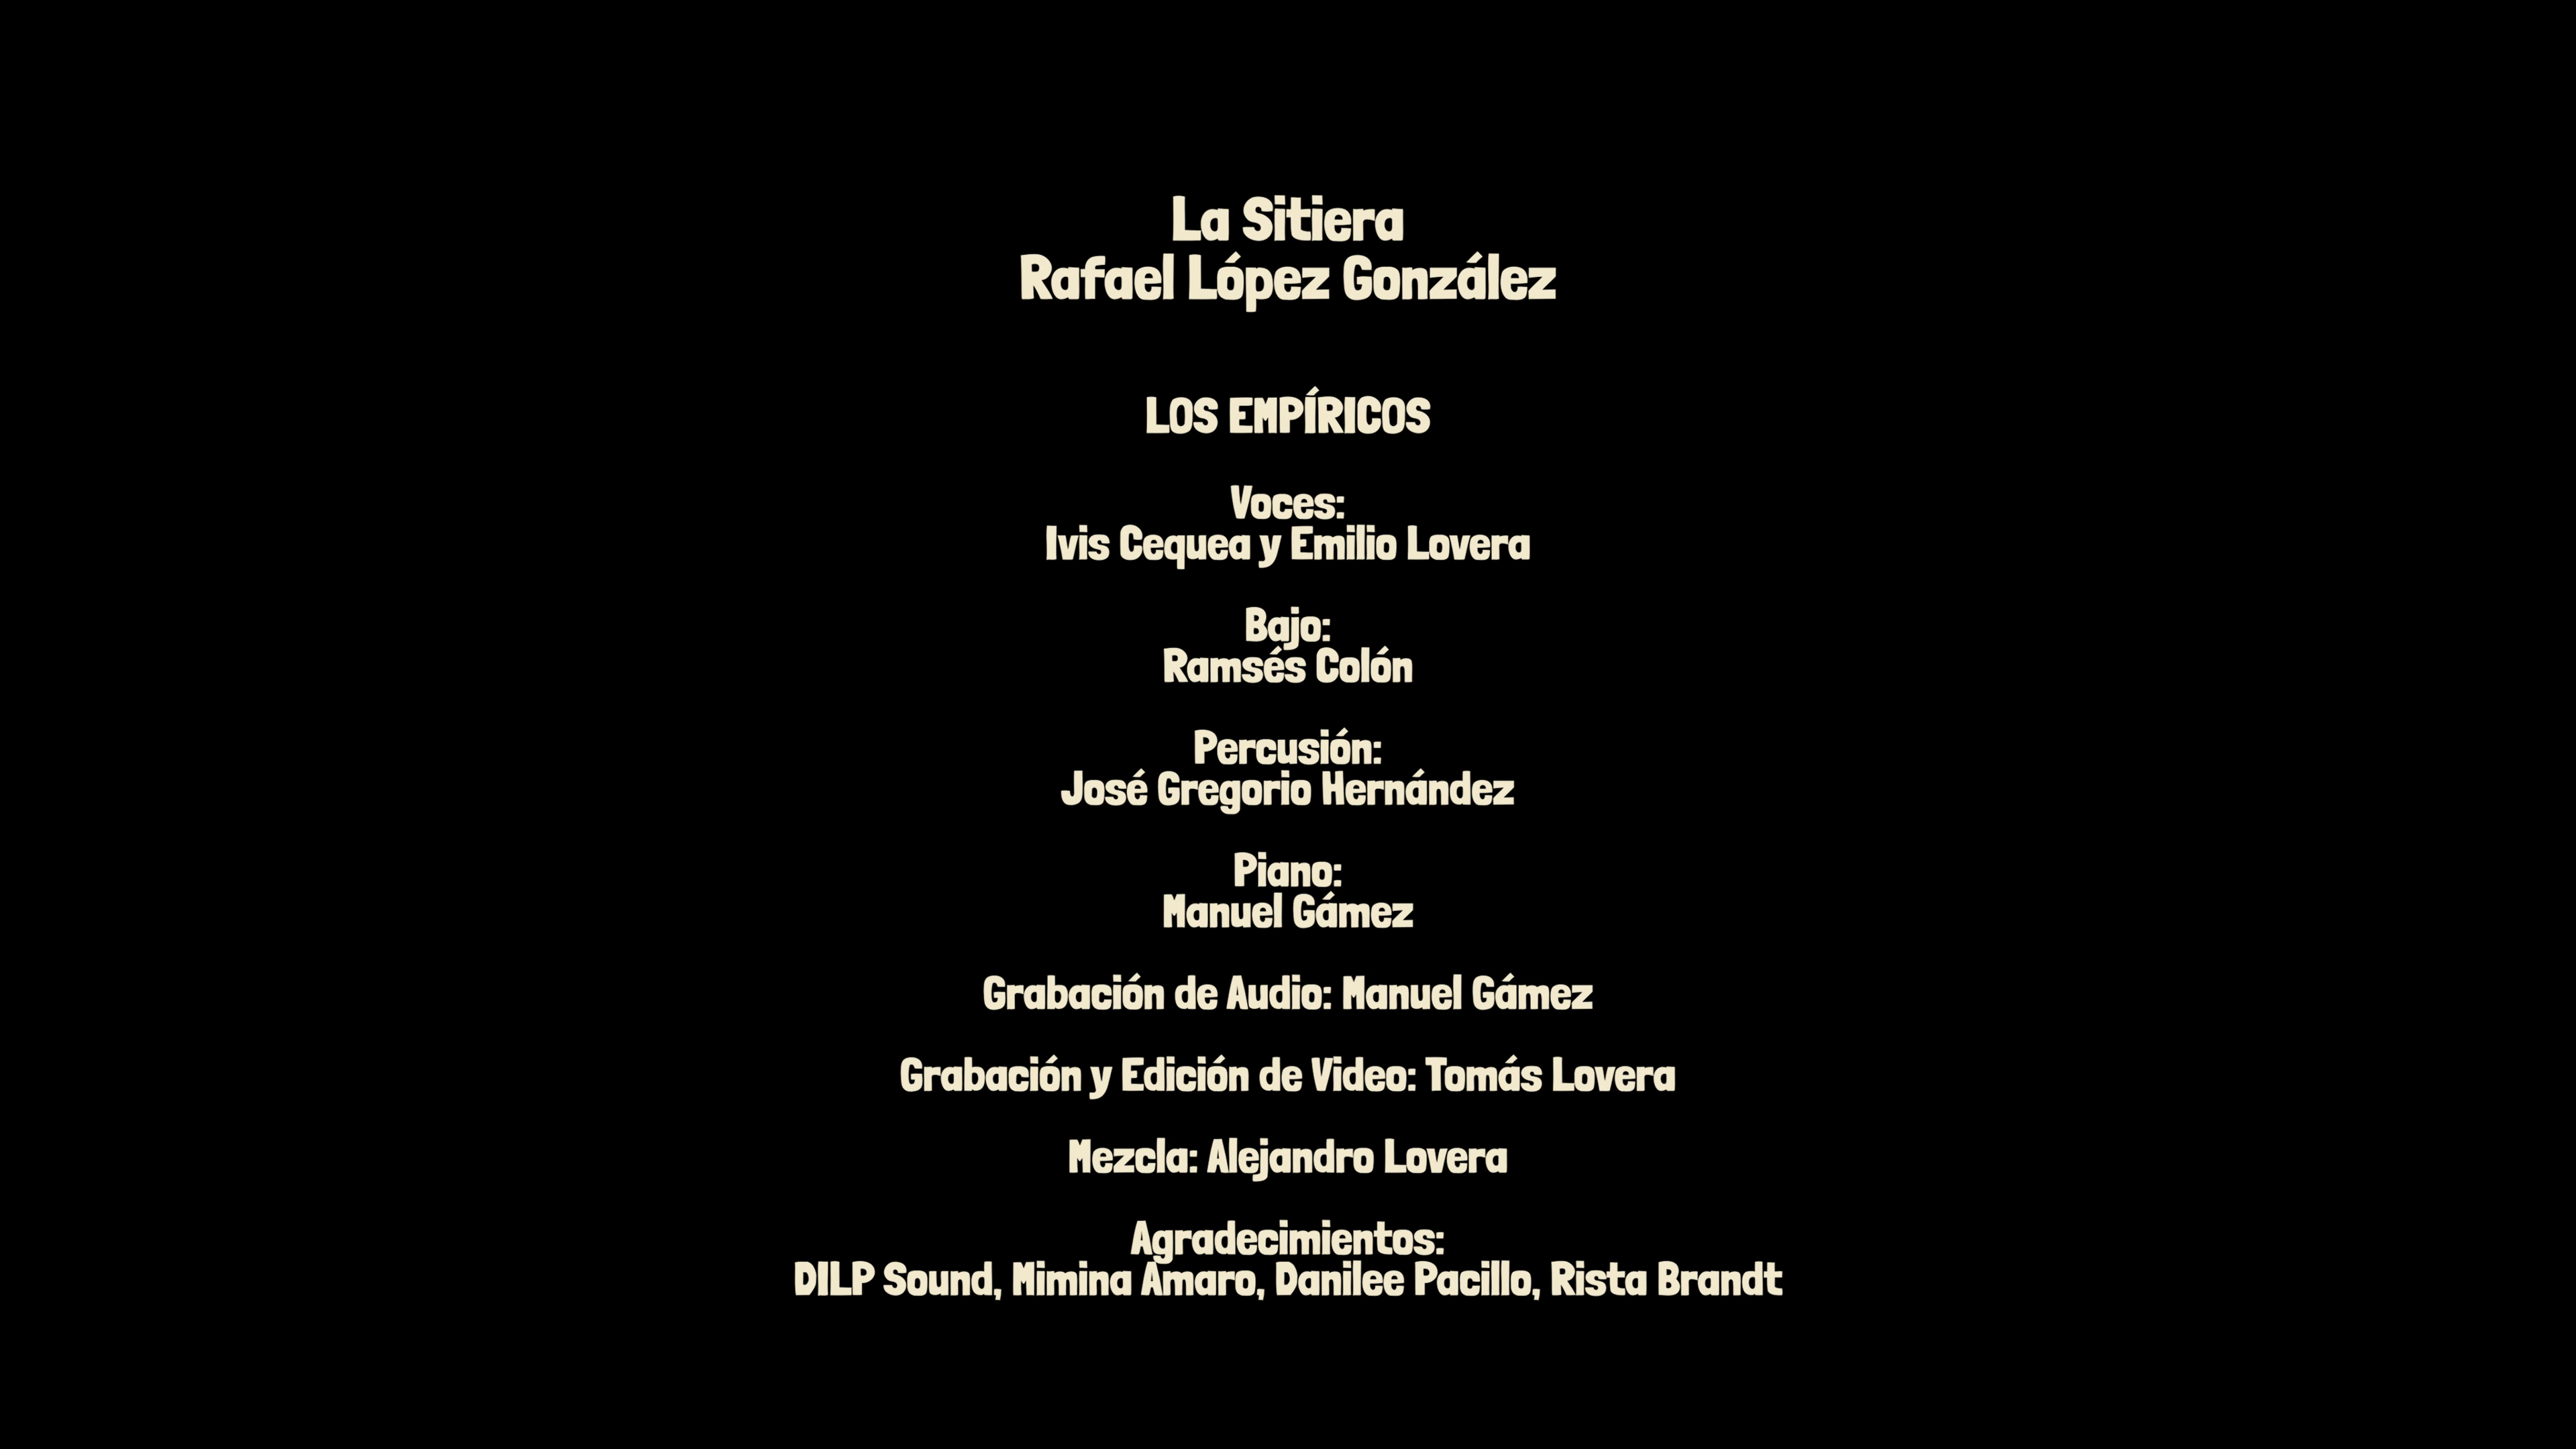 La Sitiera
Rafael López González
LOS EMPÍRICOS
Voces:
Ivis Cequea y Emilio Lovera
Bajo:
Ramsés Colón
Percusión:
José Gregorio Hernández
Piano:
Manuel Gámez
Grabación de Audio: Manuel Gámez
Grabación y Edición de Video: Tomás Lovera
Mezcla: Alejandro Lovera
Agradecimientos:
DILP Sound, Mimina Amaro, Danilee Pacillo, Rista Brandt